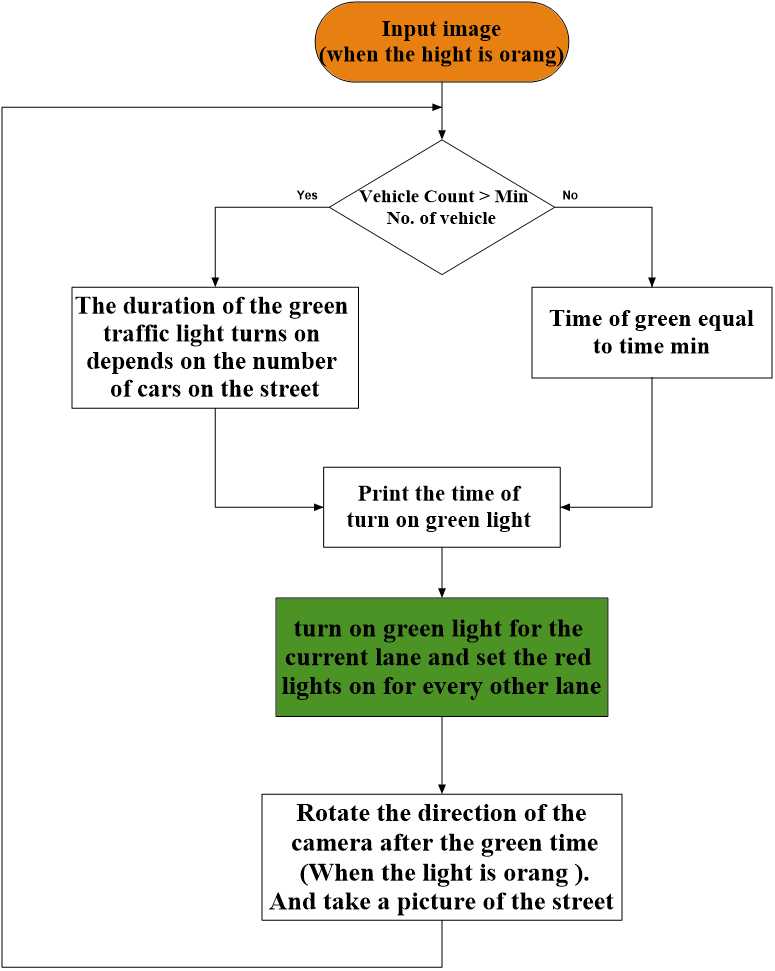 Input image
(when the hight is orang)
Vehicle Count > Min
No. of vehicle
Yes
No
The duration of the green
traffic light turns on
depends on the number
of cars on the street
Time of green equal
to time min
Print the time of
turn on green light
turn on green light for the
current lane and set the red
lights on for every other lane
Rotate the direction of the
camera after the green time
(When the light is orang ).
And take a picture of the street